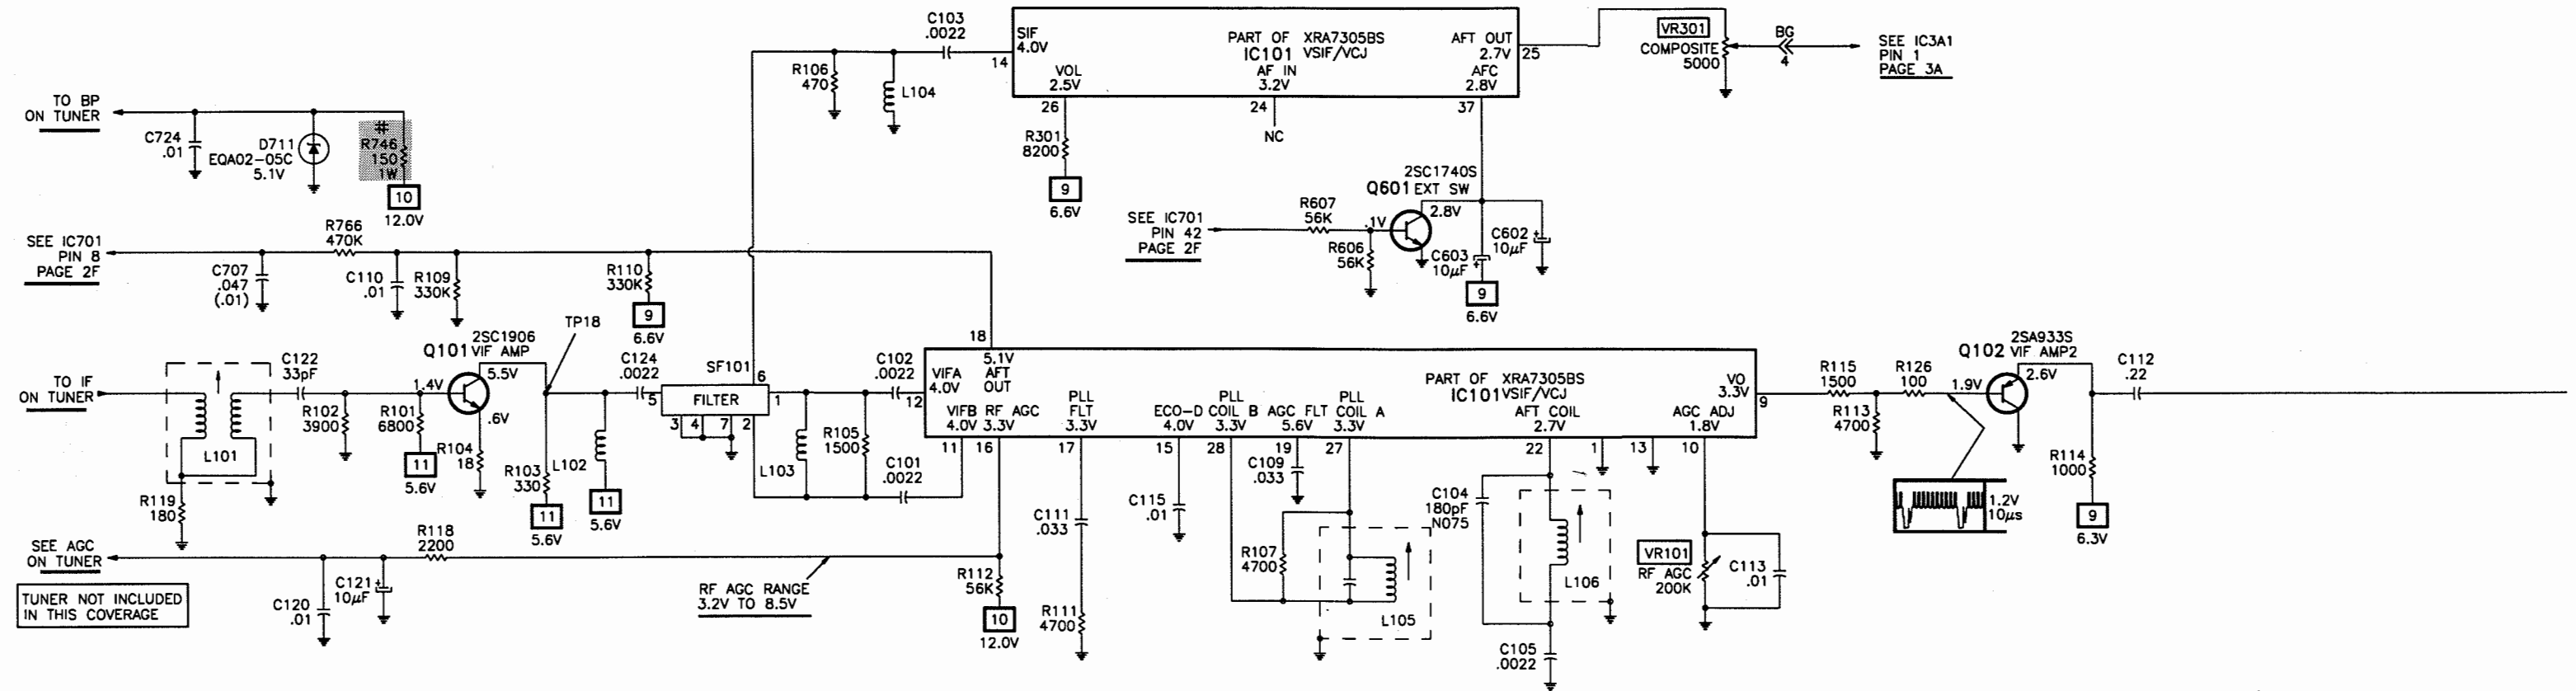 C103
.0022
SIF
4.0V
14
PART OF XRA7305BS
IC101 VSIF/VCJ
AF IN
3.2V
VOL
2.5V
AFT OUT
2.7V
AFC
2.8V
25
26
24
37
NC
VR301
COMPOSITE
5000
BG
4
SEE IC3A1
PIN 1
PAGE 3A
R106
470
L104
R301
8200
9
6.6V
TO BP
ON TUNER
C724
.01
D711
EQA02-05C
5.1V
#
R746
150
1W
10
12.0V
2SC1740S
Q601 EXT SW
2.8V
.1V
SEE IC701
PIN 42
PAGE 2F
R607
56K
R606
56K
C603
10μF
C602
10μF
9
6.6V
SEE IC701
PIN 8
PAGE 2F
R766
470K
C707
.047
(.01)
C110
.01
R109
330K
R110
330K
9
6.6V
TP18
18
TO IF
ON TUNER
L101
R119
180
C122
33pF
R102
3900
R101
6800
11
5.6V
1.4V
2SC1906
Q101 VIF AMP
5.5V
.6V
R104
18
R103
330
11
5.6V
L102
11
5.6V
C124
.0022
SF101
FILTER
6
5
1
3
4
7
2
L103
R105
1500
C102
.0022
12
C101
.0022
VIFA
4.0V
5.1V
AFT
OUT
VIFB RF AGC
4.0V 3.3V
PLL
FLT
3.3V
ECO-D
4.0V
COIL B
3.3V
AGC FLT
5.6V
PLL
COIL A
3.3V
PART OF XRA7305BS
IC101 VSIF/VCJ
AFT COIL
2.7V
VO
3.3V
AGC ADJ
1.8V
9
11
16
17
15
28
19
27
22
1
13
10
R115
1500
R113
4700
R126
100
1.9V
2SA933S
Q102 VIF AMP2
2.6V
C112
.22
R114
1000
9
6.3V
1.2V
10μs
SEE AGC
ON TUNER
R118
2200
C120
.01
C121
10μF
RF AGC RANGE
3.2V TO 8.5V
R112
56K
10
12.0V
C111
.033
R111
4700
C115
.01
C109
.033
R107
4700
L105
C104
180pF
N075
L106
C105
.0022
VR101
RF AGC
200K
C113
.01
TUNER NOT INCLUDED
IN THIS COVERAGE